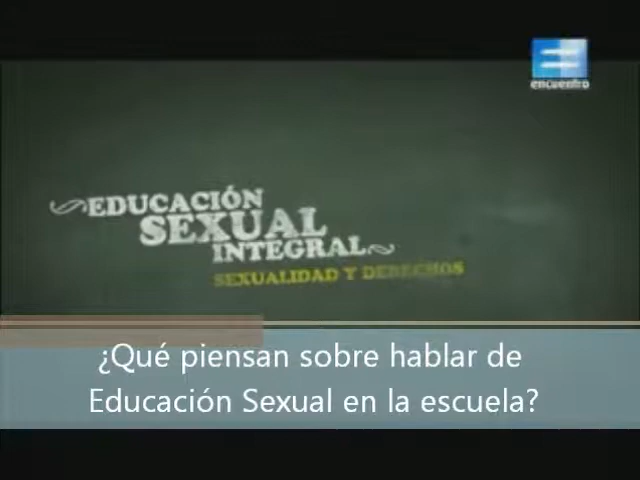 encuentro
EDUCACIÓN
SEXUAL
INTEGRAL
SEXUALIDAD Y DERECHOS
¿Qué piensan sobre hablar de
Educación Sexual en la escuela?